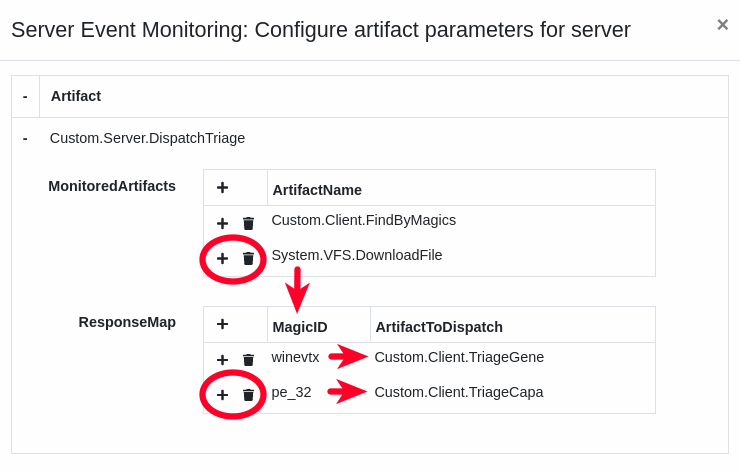 Server Event Monitoring: Configure artifact parameters for server ×
- Artifact
- Custom.Server.DispatchTriage
MonitoredArtifacts + ArtifactName
+ Custom.Client.FindByMagics
+ System.VFS.DownloadFile
ResponseMap + MagicID ArtifactToDispatch
+ winevtx Custom.Client.TriageGene
+ pe_32 Custom.Client.TriageCapa